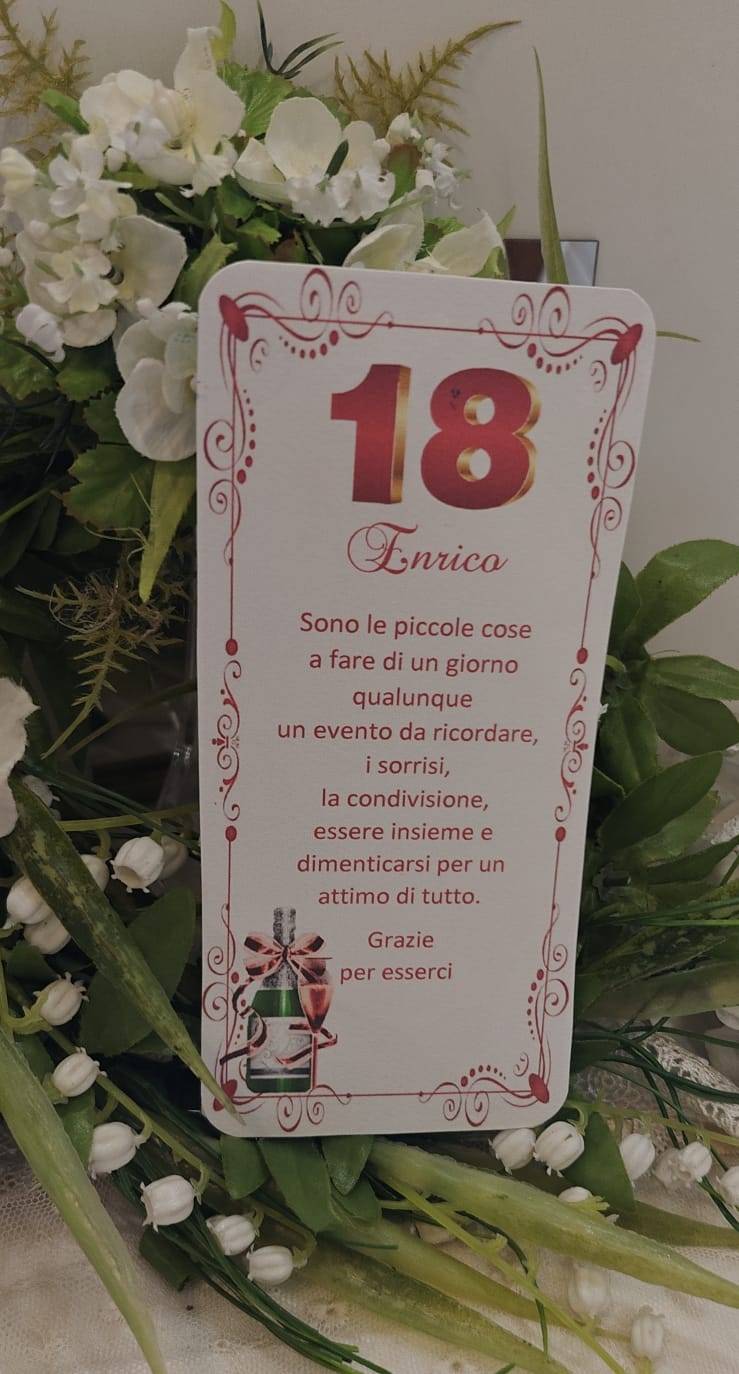 18
Enrico
Sono le piccole cose
a fare di un giorno
qualunque
un evento da ricordare,
i sorrisi,
la condivisione,
essere insieme e
dimenticarsi per un
attimo di tutto.
Grazie
per esserci